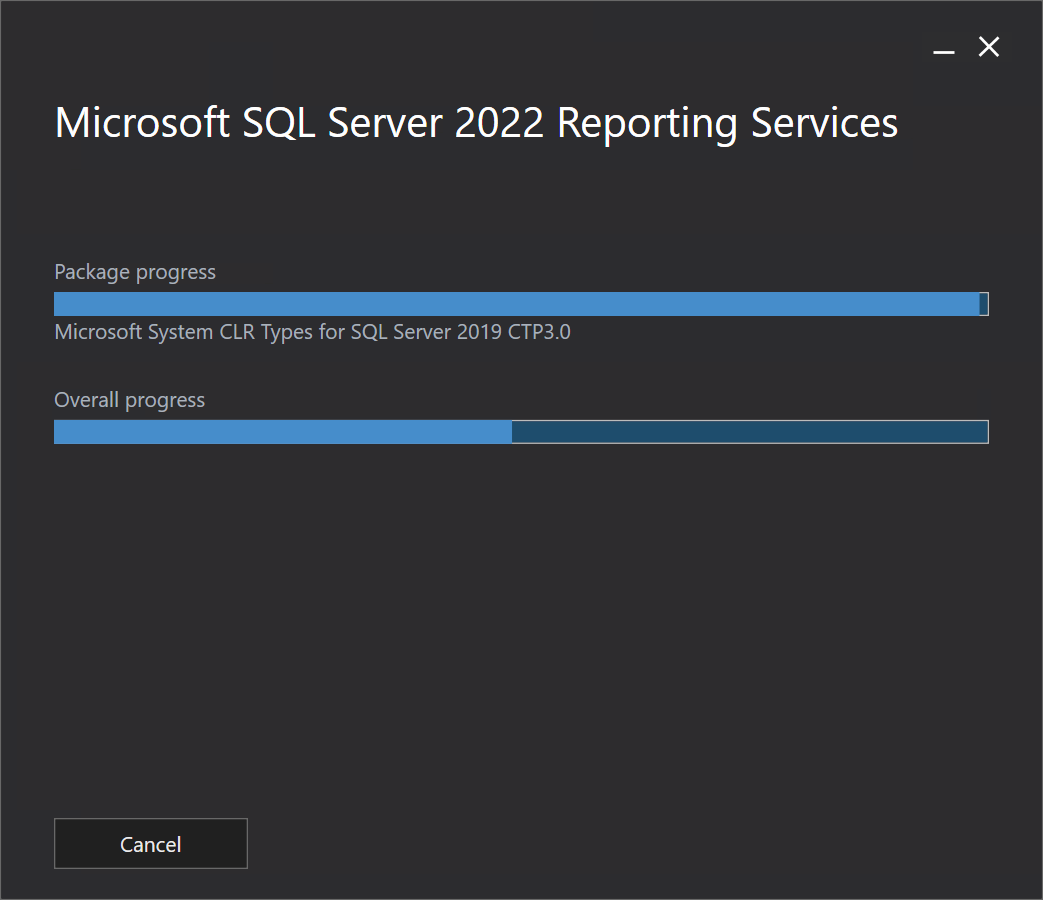 Microsoft SQL Server 2022 Reporting Services
Package progress
Microsoft System CLR Types for SQL Server 2019 CTP3.0
Overall progress
Cancel